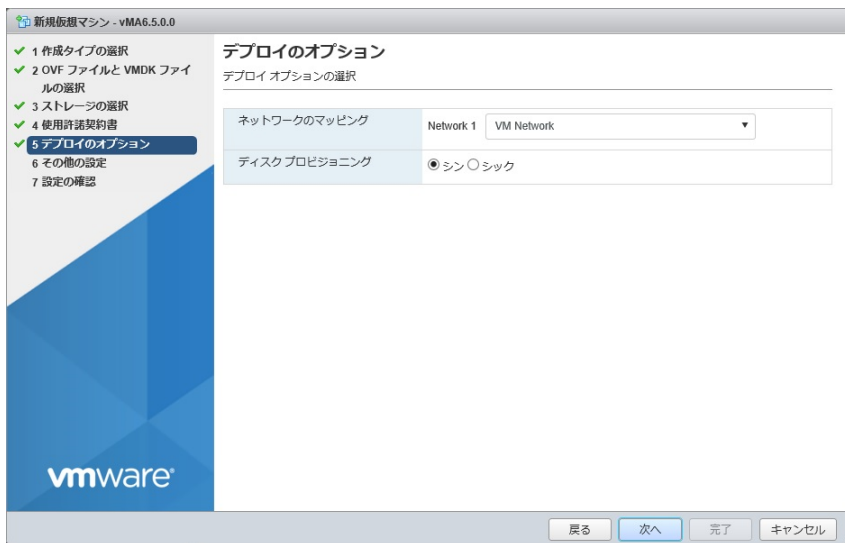 新規仮想マシン - vMA6.5.0.0
1 作成タイプの選択
2 OVF ファイルと VMDK ファイ
ルの選択
3 ストレージの選択
4 使用許諾契約書
5 デプロイのオプション
6 その他の設定
7 設定の確認
vmware®
デプロイのオプション
デプロイ オプションの選択
ネットワークのマッピング
Network 1 VM Network
ディスク プロビジョニング
シン シック
戻る 次へ 完了 キャンセル